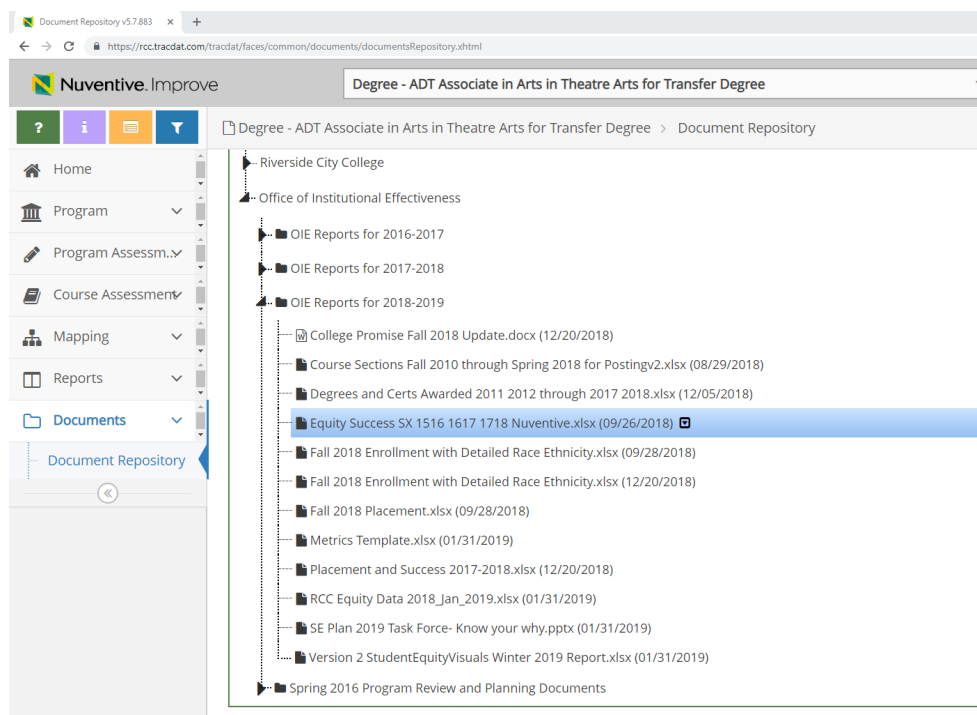 Document Repository v5.7.883
https://rcc.tracdat.com/tracdat/faces/common/documents/documentsRepository.xhtml
Nuventive. Improve
Degree - ADT Associate in Arts in Theatre Arts for Transfer Degree
? i
Degree - ADT Associate in Arts in Theatre Arts for Transfer Degree > Document Repository
Home
Program
Program Assessm...
Course Assessment
Mapping
Reports
Documents
Document Repository
Riverside City College
Office of Institutional Effectiveness
OIE Reports for 2016-2017
OIE Reports for 2017-2018
OIE Reports for 2018-2019
College Promise Fall 2018 Update.docx (12/20/2018)
Course Sections Fall 2010 through Spring 2018 for Postingv2.xlsx (08/29/2018)
Degrees and Certs Awarded 2011 2012 through 2017 2018.xlsx (12/05/2018)
Equity Success SX 1516 1617 1718 Nuventive.xlsx (09/26/2018)
Fall 2018 Enrollment with Detailed Race Ethnicity.xlsx (09/28/2018)
Fall 2018 Enrollment with Detailed Race Ethnicity.xlsx (12/20/2018)
Fall 2018 Placement.xlsx (09/28/2018)
Metrics Template.xlsx (01/31/2019)
Placement and Success 2017-2018.xlsx (12/20/2018)
RCC Equity Data 2018_Jan_2019.xlsx (01/31/2019)
SE Plan 2019 Task Force- Know your why.pptx (01/31/2019)
Version 2 StudentEquityVisuals Winter 2019 Report.xlsx (01/31/2019)
Spring 2016 Program Review and Planning Documents